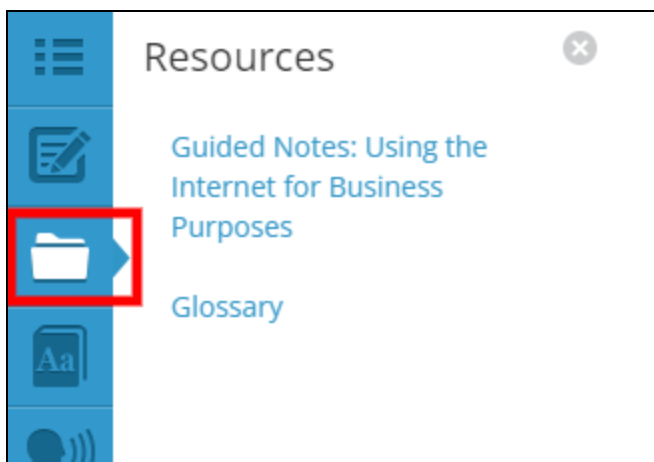 Resources
Guided Notes: Using the
Internet for Business
Purposes
Glossary
Aa